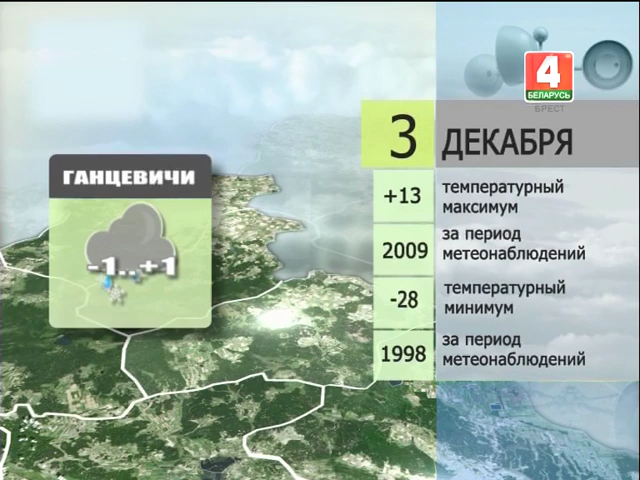 4
БЕЛАРУСЬ
БРЕСТ
3 ДЕКАБРЯ
ГАНЦЕВИЧИ
-1..+1
+13 температурный
максимум
2009 за период
метеонаблюдений
-28 температурный
минимум
1998 за период
метеонаблюдений